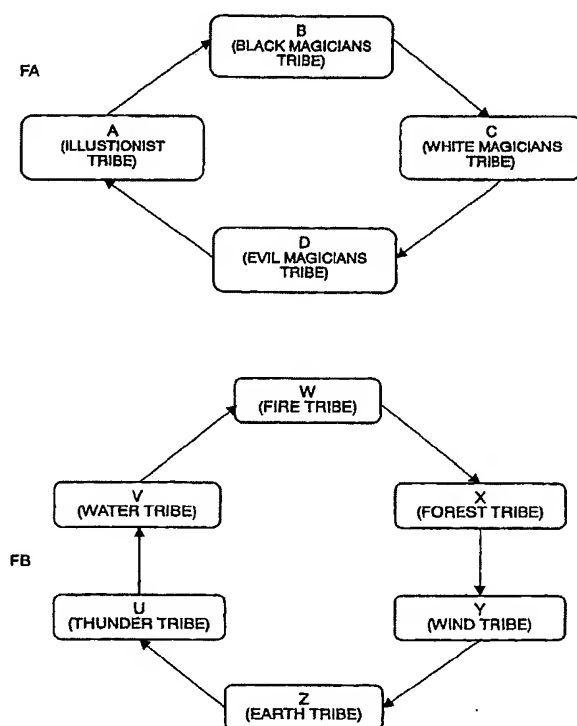 B
(BLACK MAGICIANS
TRIBE)
FA
A
(ILLUSTIONIST
TRIBE)
C
(WHITE MAGICIANS
TRIBE)
D
(EVIL MAGICIANS
TRIBE)
W
(FIRE TRIBE)
V
(WATER TRIBE)
X
(FOREST TRIBE)
FB
U
(THUNDER TRIBE)
Y
(WIND TRIBE)
Z
(EARTH TRIBE)